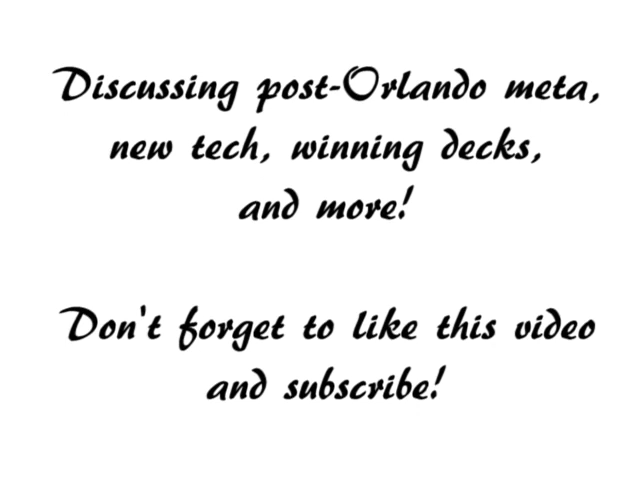 Discussing post-Orlando meta,
new tech, winning decks,
and more!
Don't forget to like this video
and subscribe!